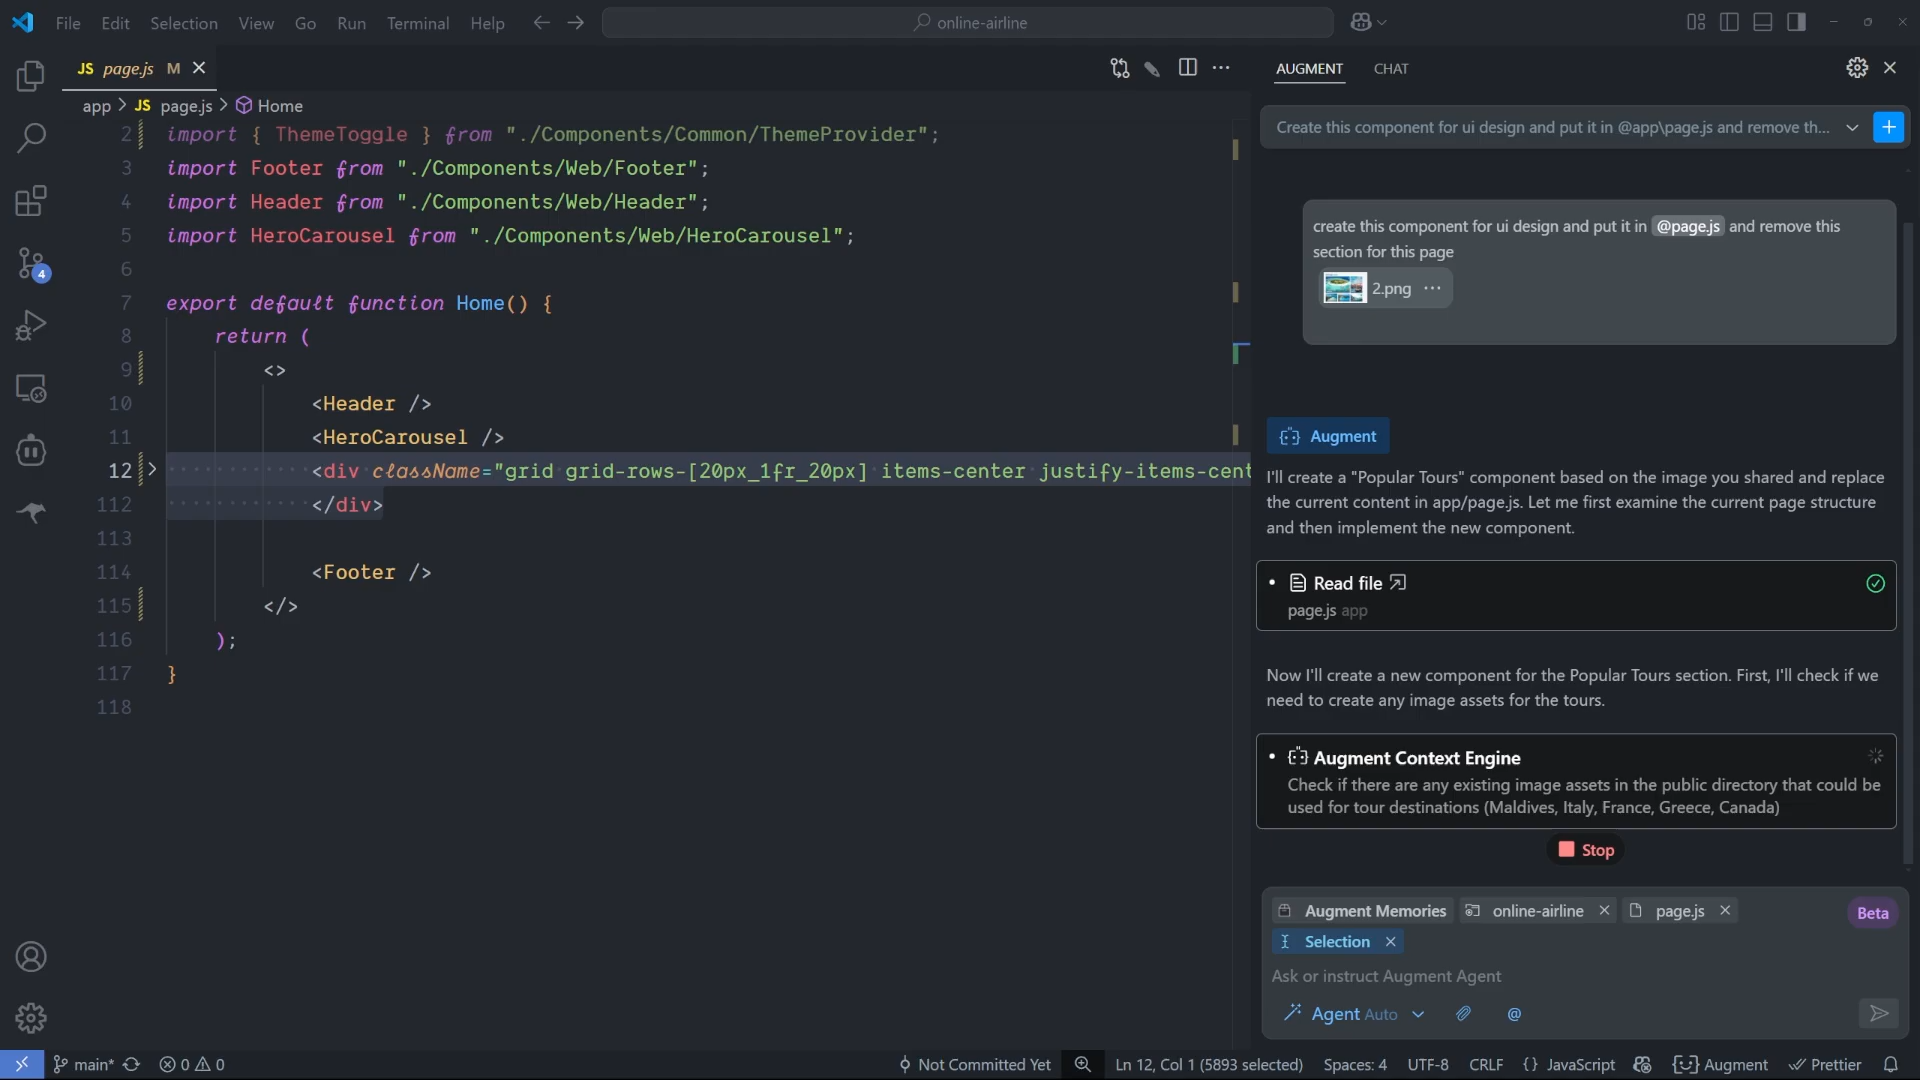 File Edit Selection View Go Run Terminal Help
online-airline
JS page.js M
AUGMENT CHAT
app > JS page.js > Home
2 import { ThemeToggle } from "./Components/Common/ThemeProvider";
3 import Footer from "./Components/Web/Footer";
4 import Header from "./Components/Web/Header";
5 import HeroCarousel from "./Components/Web/HeroCarousel";
6
7 export default function Home() {
8 return (
9 <>
10 <Header />
11 <HeroCarousel />
12 <div className="grid grid-rows-[20px_1fr_20px] items-center justify-items-cent
112 </div>
113
114 <Footer />
115 </>
116 );
117 }
118
Create this component for ui design and put it in @app\page.js and remove th...
create this component for ui design and put it in @page.js and remove this
section for this page
2.png ...
Augment
I'll create a "Popular Tours" component based on the image you shared and replace
the current content in app/page.js. Let me first examine the current page structure
and then implement the new component.
Read file
page.js app
Now I'll create a new component for the Popular Tours section. First, I'll check if we
need to create any image assets for the tours.
Augment Context Engine
Check if there are any existing image assets in the public directory that could be
used for tour destinations (Maldives, Italy, France, Greece, Canada)
Stop
Augment Memories online-airline page.js
Beta
Selection
Ask or instruct Augment Agent
Agent Auto @
4
main* 0 0 Not Committed Yet Ln 12, Col 1 (5893 selected) Spaces: 4 UTF-8 CRLF {} JavaScript Augment Prettier